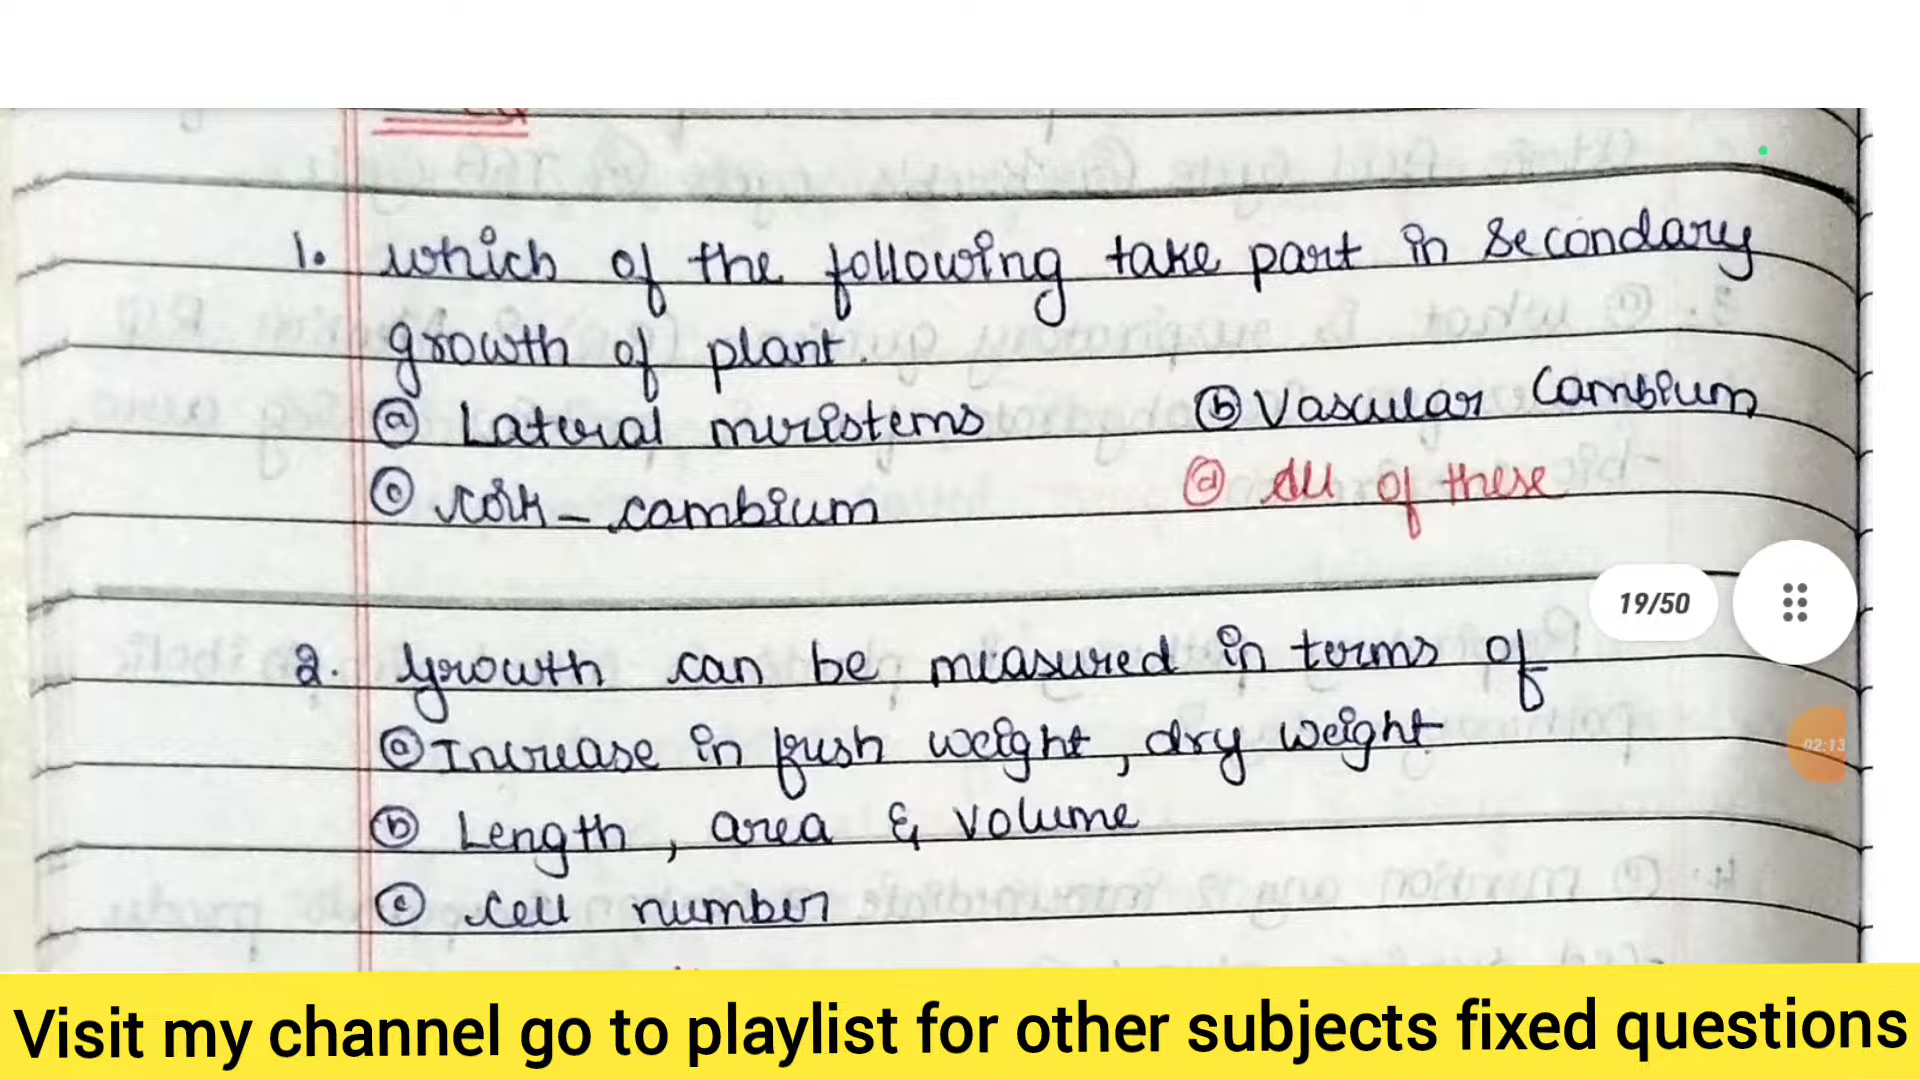 1. which of the following take part in secondary
growth of plant.
(a) Lateral meristems (b) Vascular Cambium
(c) cork - cambium (d) All of these
19/50
2. Growth can be measured in terms of
(a) Increase in fresh weight, dry weight
02:13
(b) Length, area & volume
(c) cell number
Visit my channel go to playlist for other subjects fixed questions